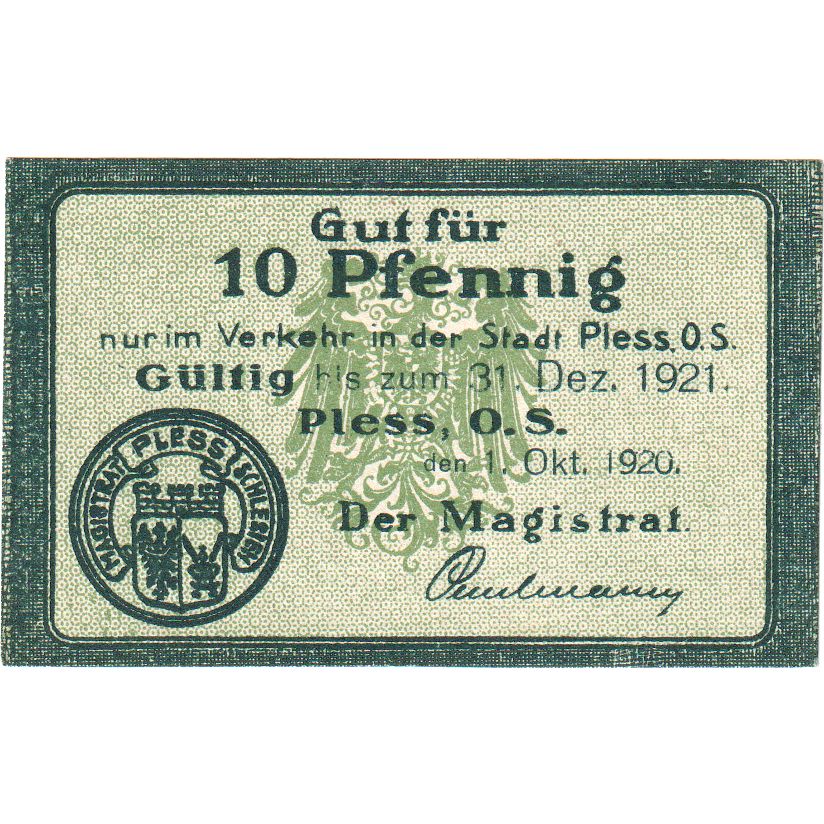 Gut für
10 Pfennig
nur im Verkehr in der Stadt Pless, O.S.
Gültig bis zum 31. Dez. 1921.
Pless, O.S.
den 1. Okt. 1920.
Der Magistrat.
MAGISTRAT PLESS SCHLESIEN